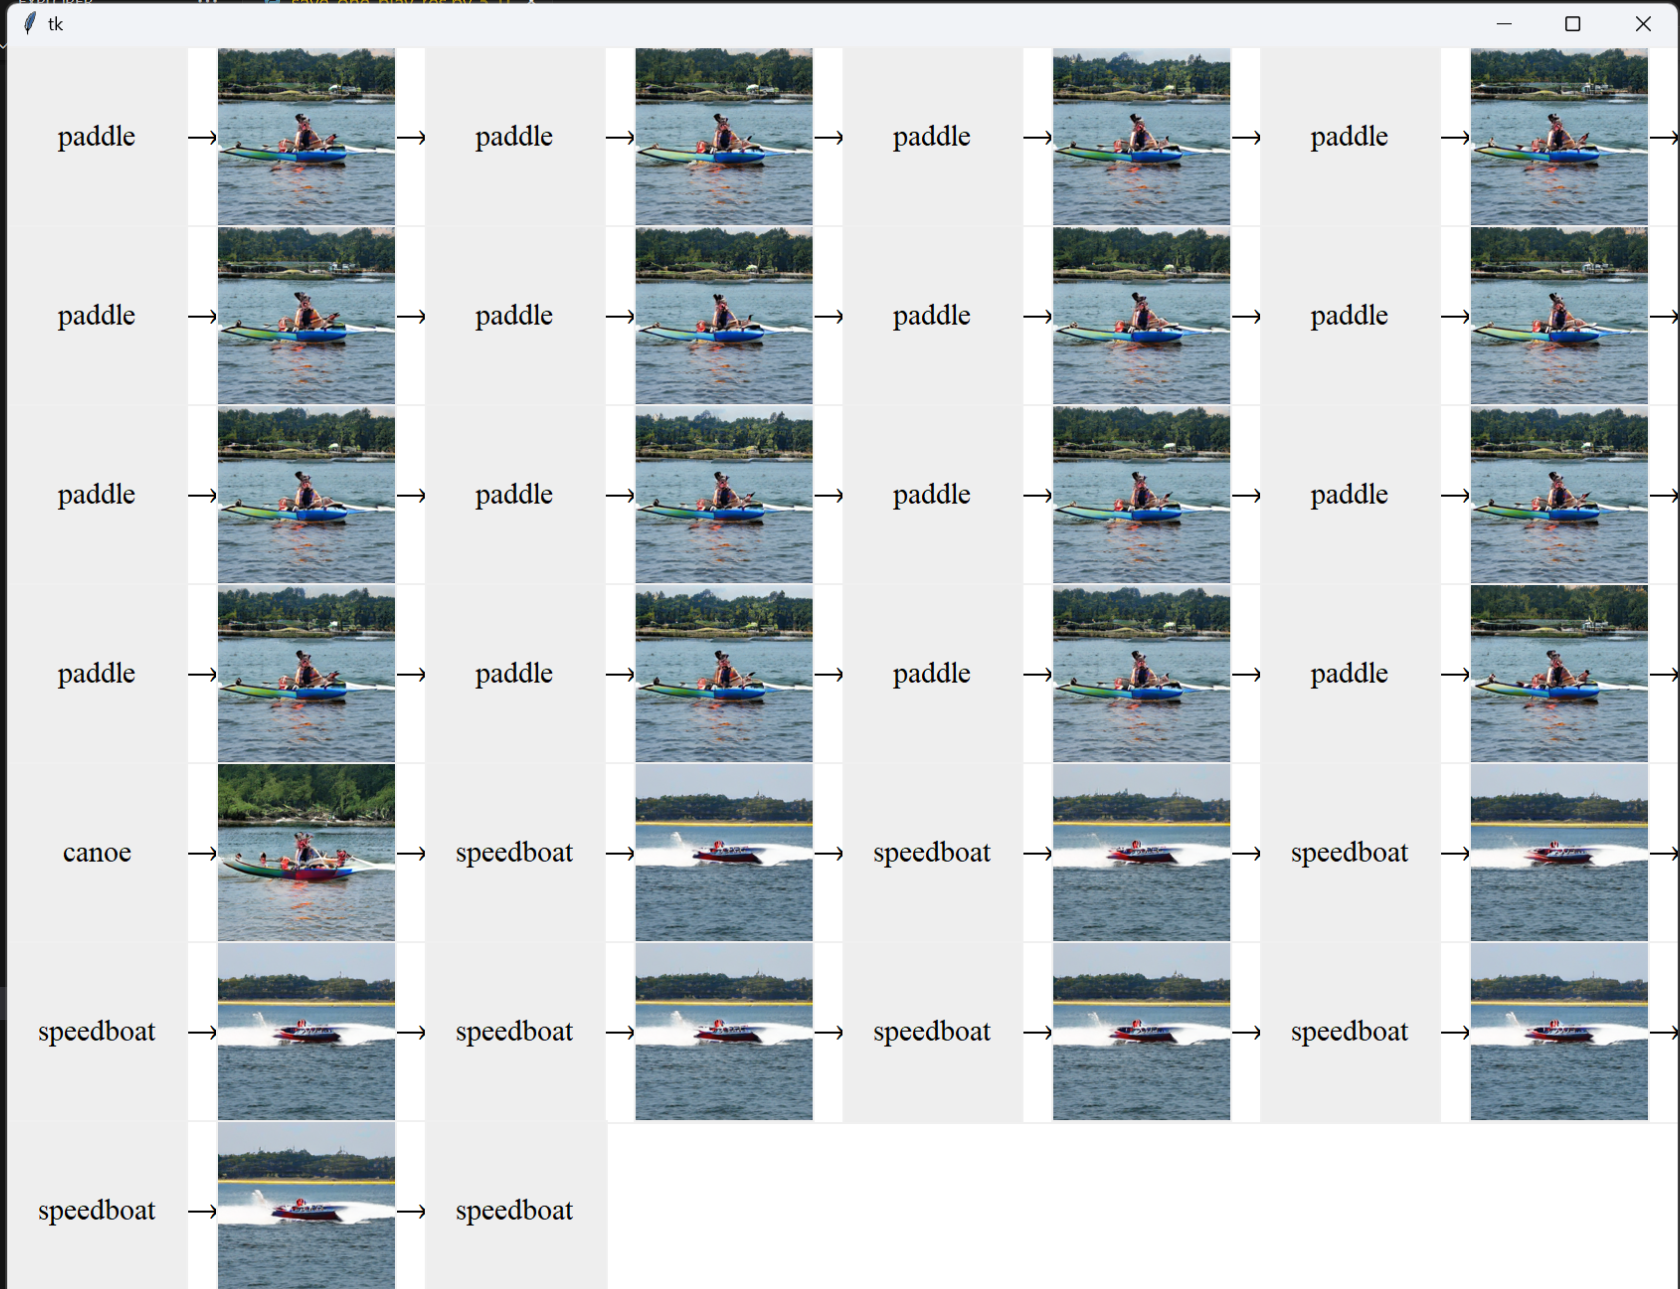 tk
paddle → paddle → paddle → paddle →
paddle → paddle → paddle → paddle →
paddle → paddle → paddle → paddle →
paddle → paddle → paddle → paddle →
canoe → speedboat → speedboat → speedboat →
speedboat → speedboat → speedboat → speedboat →
speedboat → speedboat